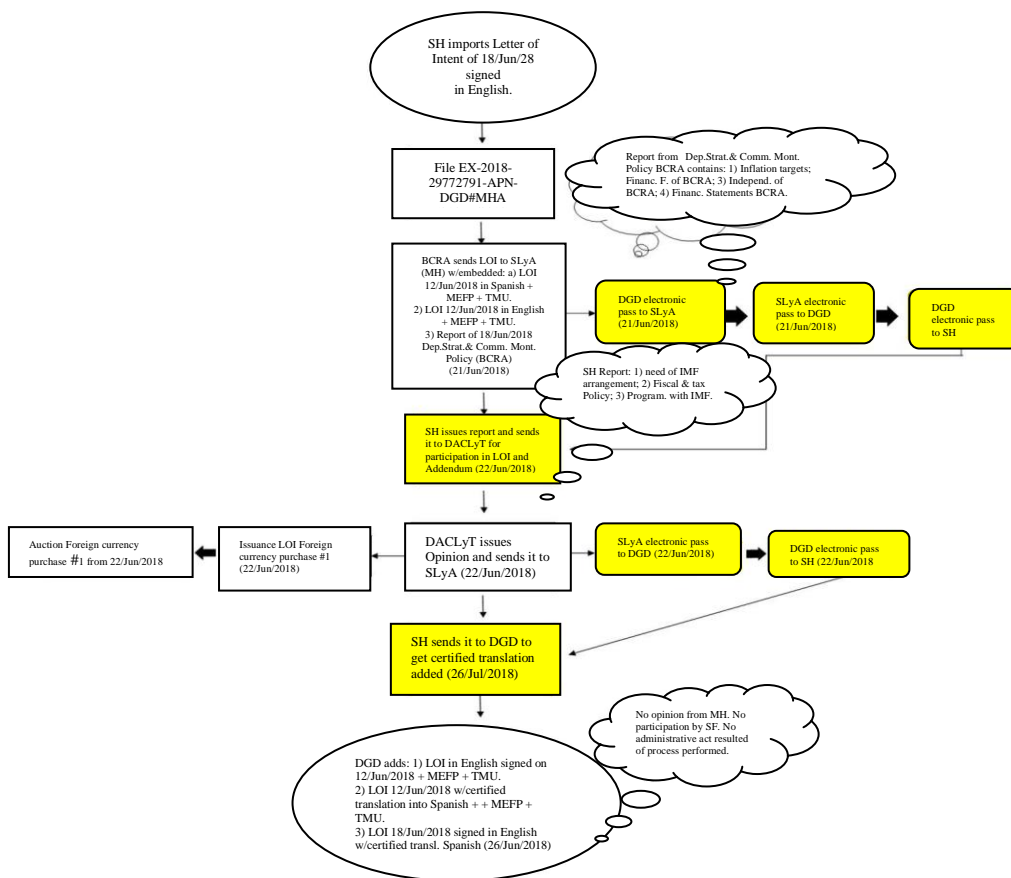 SH imports Letter of
Intent of 18/Jun/28
signed
in English.
File EX-2018-
29772791-APN-
DGD#MHA
Report from Dep.Strat.& Comm. Mont.
Policy BCRA contains: 1) Inflation targets;
Financ. F. of BCRA; 3) Independ. of
BCRA; 4) Financ. Statements BCRA.
BCRA sends LOI to SLyA
(MH) w/embedded: a) LOI
12/Jun/2018 in Spanish +
MEFP + TMU.
2) LOI 12/Jun/2018 in English
+ MEFP + TMU.
3) Report of 18/Jun/2018
Dep.Strat.& Comm. Mont.
Policy (BCRA)
(21/Jun/2018)
DGD electronic
pass to SLyA
(21/Jun/2018)
SLyA electronic
pass to DGD
(21/Jun/2018)
DGD
electronic pass
to SH
SH Report: 1) need of IMF
arrangement; 2) Fiscal & tax
Policy; 3) Program. with IMF.
SH issues report and sends
it to DACLyT for
participation in LOI and
Addendum (22/Jun/2018)
Auction Foreign currency
purchase #1 from 22/Jun/2018
Issuance LOI Foreign
currency purchase #1
(22/Jun/2018)
DACLyT issues
Opinion and sends it to
SLyA (22/Jun/2018)
SLyA electronic pass
to DGD (22/Jun/2018)
DGD electronic pass
to SH (22/Jun/2018
SH sends it to DGD to
get certified translation
added (26/Jul/2018)
No opinion from MH. No
participation by SF. No
administrative act resulted
of process performed.
DGD adds: 1) LOI in English signed on
12/Jun/2018 + MEFP + TMU.
2) LOI 12/Jun/2018 w/certified
translation into Spanish + + MEFP +
TMU.
3) LOI 18/Jun/2018 signed in English
w/certified transl. Spanish (26/Jun/2018)